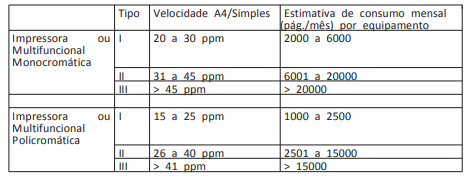 Tipo Velocidade A4/Simples Estimativa de consumo mensal
(pág./mês) por equipamento
Impressora ou I 20 a 30 ppm 2000 a 6000
Multifuncional
Monocromática
II 31 a 45 ppm 6001 a 20000
III > 45 ppm > 20000
Impressora ou I 15 a 25 ppm 1000 a 2500
Multifuncional
Policromática
II 26 a 40 ppm 2501 a 15000
III > 41 ppm > 15000